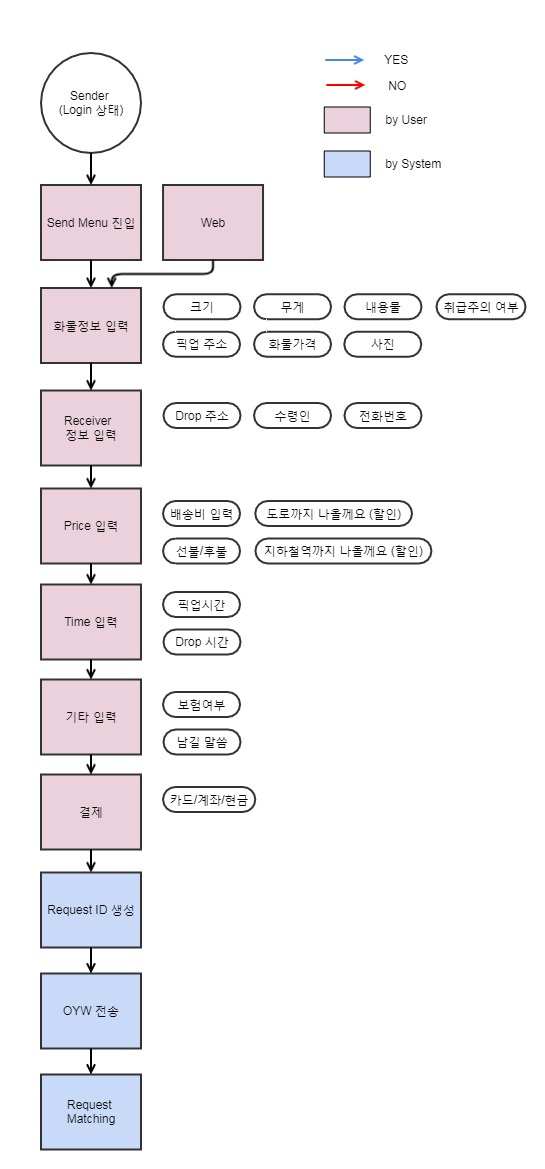 YES
NO
by User
by System
Sender
(Login 상태)
Send Menu 진입
Web
화물정보 입력
크기
무게
내용물
취급주의 여부
픽업 주소
화물가격
사진
Receiver
정보 입력
Drop 주소
수령인
전화번호
Price 입력
배송비 입력
도로까지 나올께요 (할인)
선불/후불
지하철역까지 나올께요 (할인)
Time 입력
픽업시간
Drop 시간
기타 입력
보험여부
남길 말씀
결제
카드/계좌/현금
Request ID 생성
OYW 전송
Request
Matching